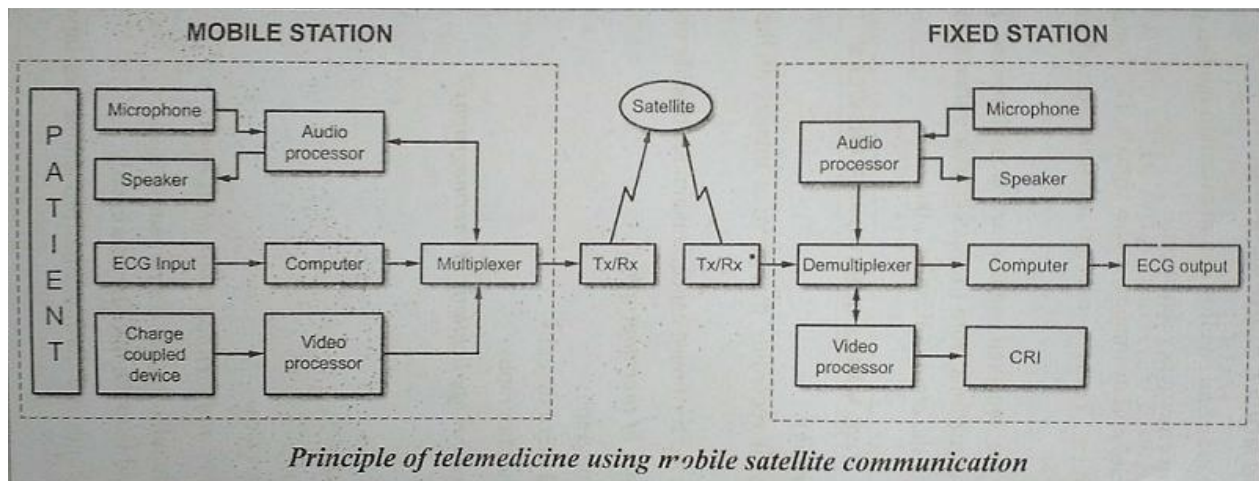 MOBILE STATION
FIXED STATION
PATIENT
Microphone
Speaker
Audio
processor
ECG Input
Computer
Multiplexer
Charge
coupled
device
Video
processor
Satellite
Tx/Rx
Tx/Rx
Audio
processor
Microphone
Speaker
Demultiplexer
Computer
ECG output
Video
processor
CRI
Principle of telemedicine using mobile satellite communication